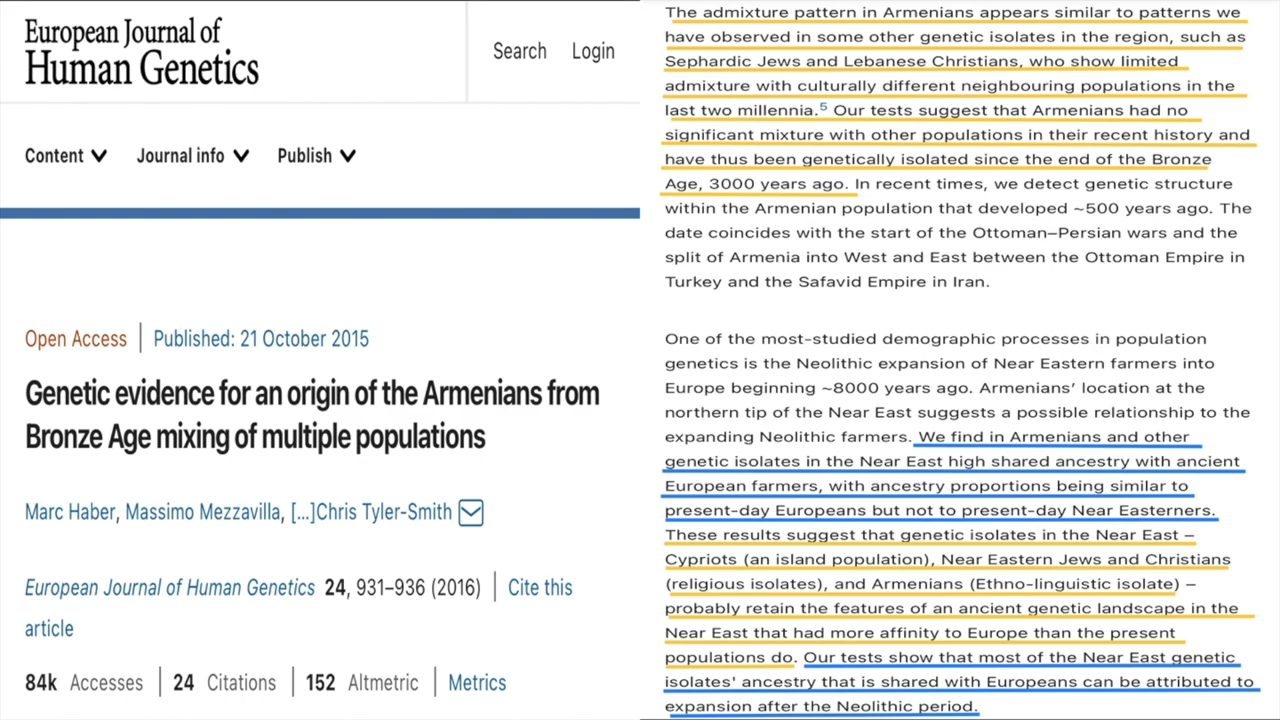 European Journal of
Human Genetics
Search Login
Content Journal info Publish
Open Access | Published: 21 October 2015
Genetic evidence for an origin of the Armenians from
Bronze Age mixing of multiple populations
Marc Haber, Massimo Mezzavilla, [...]Chris Tyler-Smith
European Journal of Human Genetics 24, 931–936 (2016) | Cite this
article
84k Accesses | 24 Citations | 152 Altmetric | Metrics
The admixture pattern in Armenians appears similar to patterns we
have observed in some other genetic isolates in the region, such as
Sephardic Jews and Lebanese Christians, who show limited
admixture with culturally different neighbouring populations in the
last two millennia.5 Our tests suggest that Armenians had no
significant mixture with other populations in their recent history and
have thus been genetically isolated since the end of the Bronze
Age, 3000 years ago. In recent times, we detect genetic structure
within the Armenian population that developed ~500 years ago. The
date coincides with the start of the Ottoman–Persian wars and the
split of Armenia into West and East between the Ottoman Empire in
Turkey and the Safavid Empire in Iran.
One of the most-studied demographic processes in population
genetics is the Neolithic expansion of Near Eastern farmers into
Europe beginning ~8000 years ago. Armenians' location at the
northern tip of the Near East suggests a possible relationship to the
expanding Neolithic farmers. We find in Armenians and other
genetic isolates in the Near East high shared ancestry with ancient
European farmers, with ancestry proportions being similar to
present-day Europeans but not to present-day Near Easterners.
These results suggest that genetic isolates in the Near East –
Cypriots (an island population), Near Eastern Jews and Christians
(religious isolates), and Armenians (Ethno-linguistic isolate) –
probably retain the features of an ancient genetic landscape in the
Near East that had more affinity to Europe than the present
populations do. Our tests show that most of the Near East genetic
isolates' ancestry that is shared with Europeans can be attributed to
expansion after the Neolithic period.